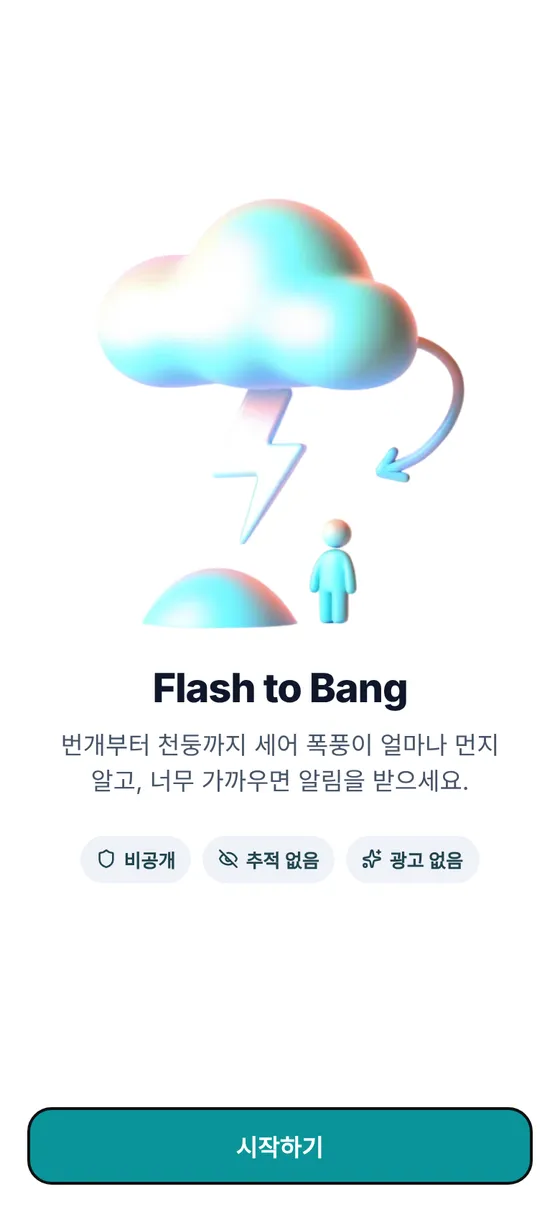 Flash to Bang
번개부터 천둥까지 세어 폭풍이 얼마나 먼지
알고, 너무 가까우면 알림을 받으세요.
비공개
추적 없음
광고 없음
시작하기